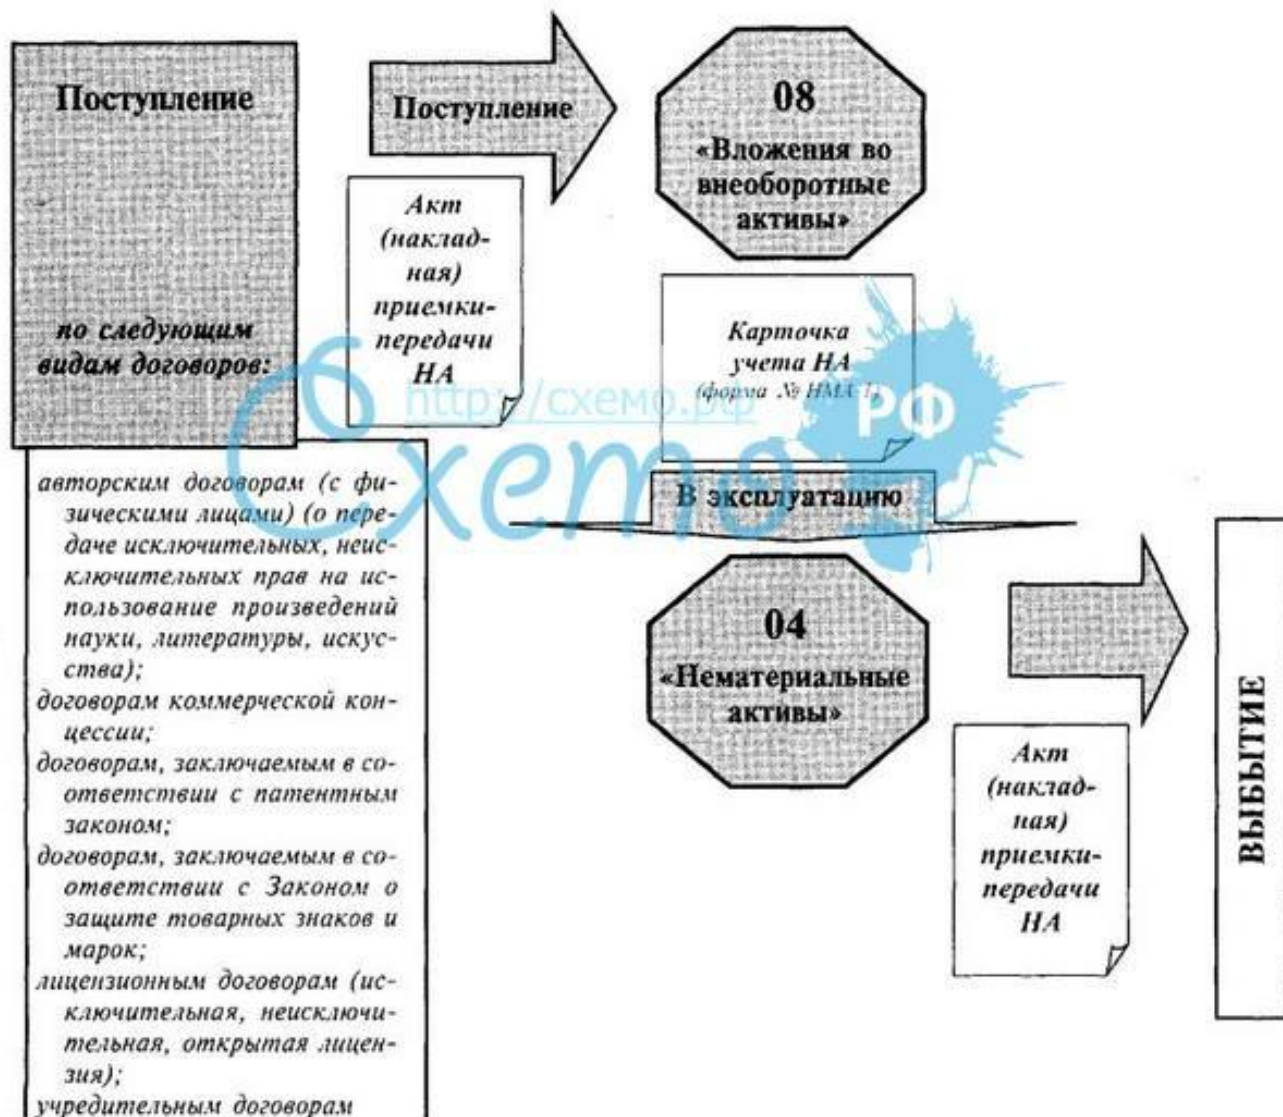 Поступление
по следующим
видам договоров:
авторским договорам (с фи-
зическими лицами) (о пере-
даче исключительных, неис-
ключительных прав на ис-
пользование произведений
науки, литературы, искус-
ства);
договорам коммерческой кон-
цессии;
договорам, заключаемым в со-
ответствии с патентным
законом;
договорам, заключаемым в со-
ответствии с Законом о
защите товарных знаков и
марок;
лицензионным договорам (ис-
ключительная, неисключи-
тельная, открытая лицен-
зия);
учредительным договорам
Поступление
Акт
(наклад-
ная)
приемки-
передачи
НА
08
«Вложения во
внеоборотные
активы»
Карточка
учета НА
(форма № НМА-1)
http://схемо.рф
Схемо РФ
В эксплуатацию
04
«Нематериальные
активы»
Акт
(наклад-
ная)
приемки-
передачи
НА
ВЫБЫТИЕ